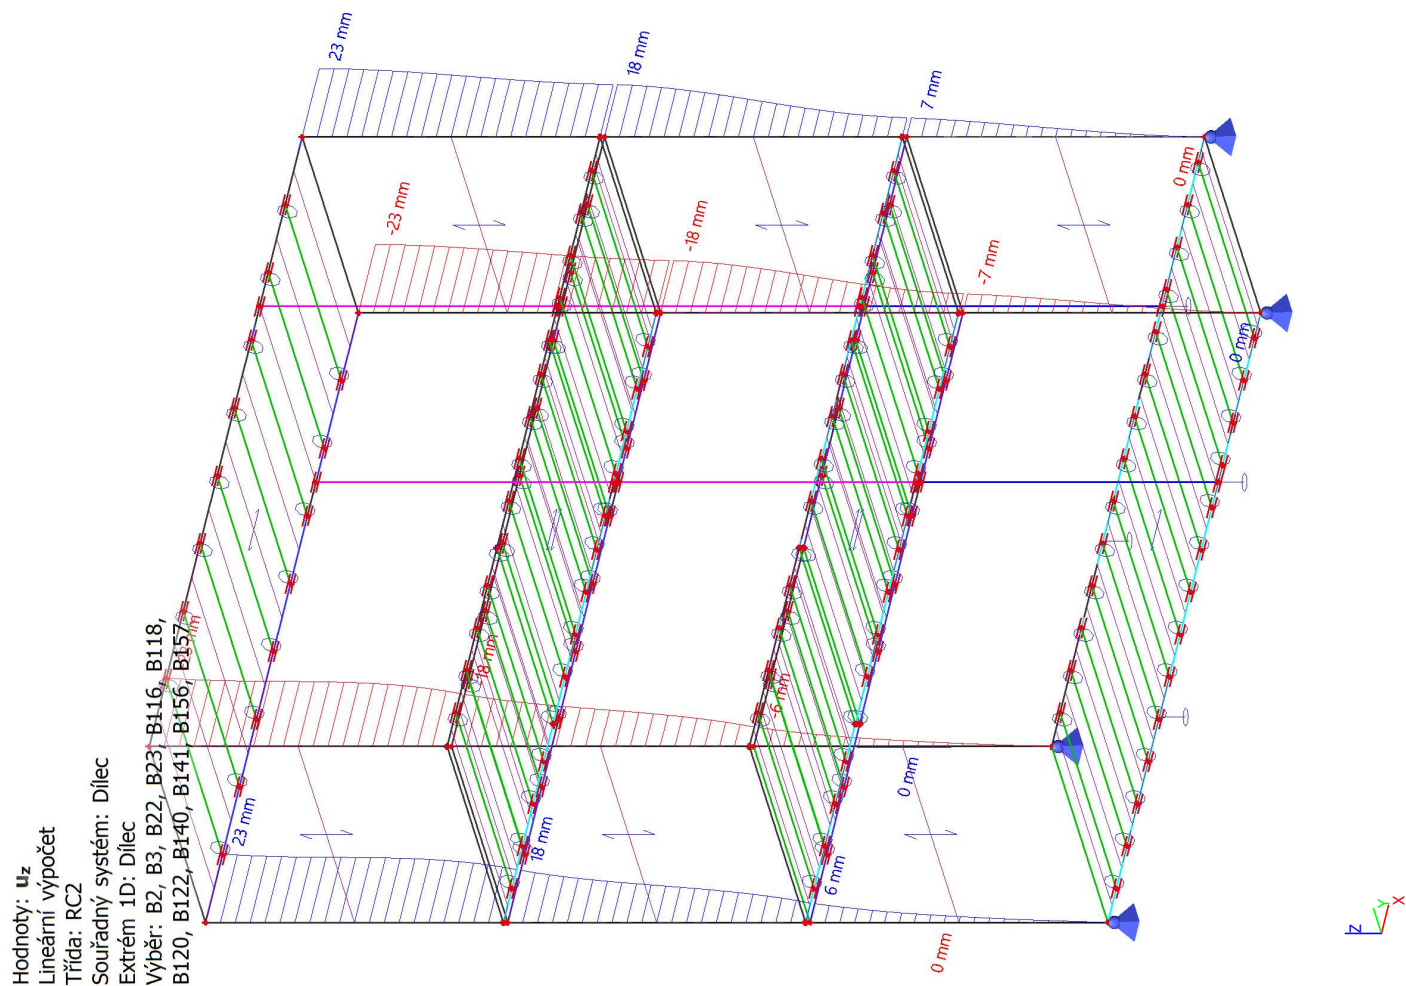 Hodnoty: uz
Lineární výpočet
Třída: RC2
Souřadný systém: Dílec
Extrém 1D: Dílec
Výběr: B2, B3, B22, B23, B116, B118,
B120, B122, B140, B141, B156, B157
23 mm
18 mm
7 mm
-23 mm
-18 mm
-7 mm
0 mm
0 mm
18 mm
-6 mm
0 mm
23 mm
18 mm
6 mm
0 mm
Z
Y
X